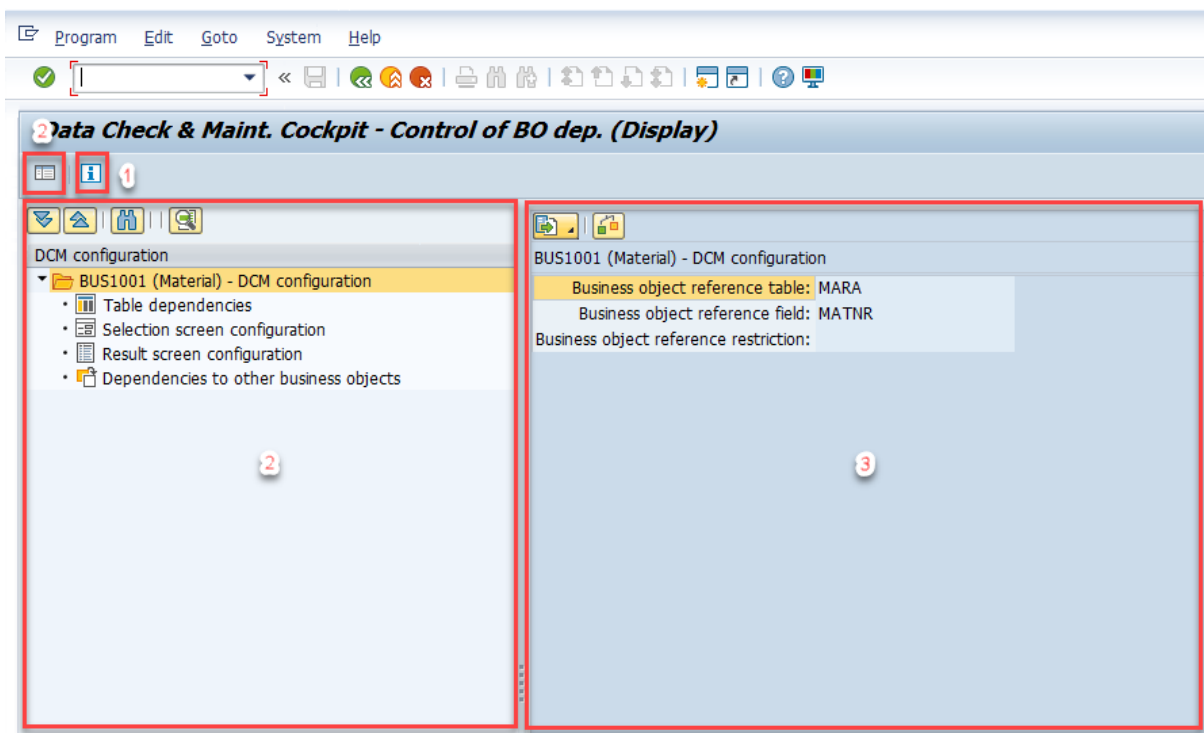 Program Edit Goto System Help
2 Data Check & Maint. Cockpit - Control of BO dep. (Display)
1
DCM configuration
BUS1001 (Material) - DCM configuration
Table dependencies
Selection screen configuration
Result screen configuration
Dependencies to other business objects
2
BUS1001 (Material) - DCM configuration
Business object reference table: MARA
Business object reference field: MATNR
Business object reference restriction:
3